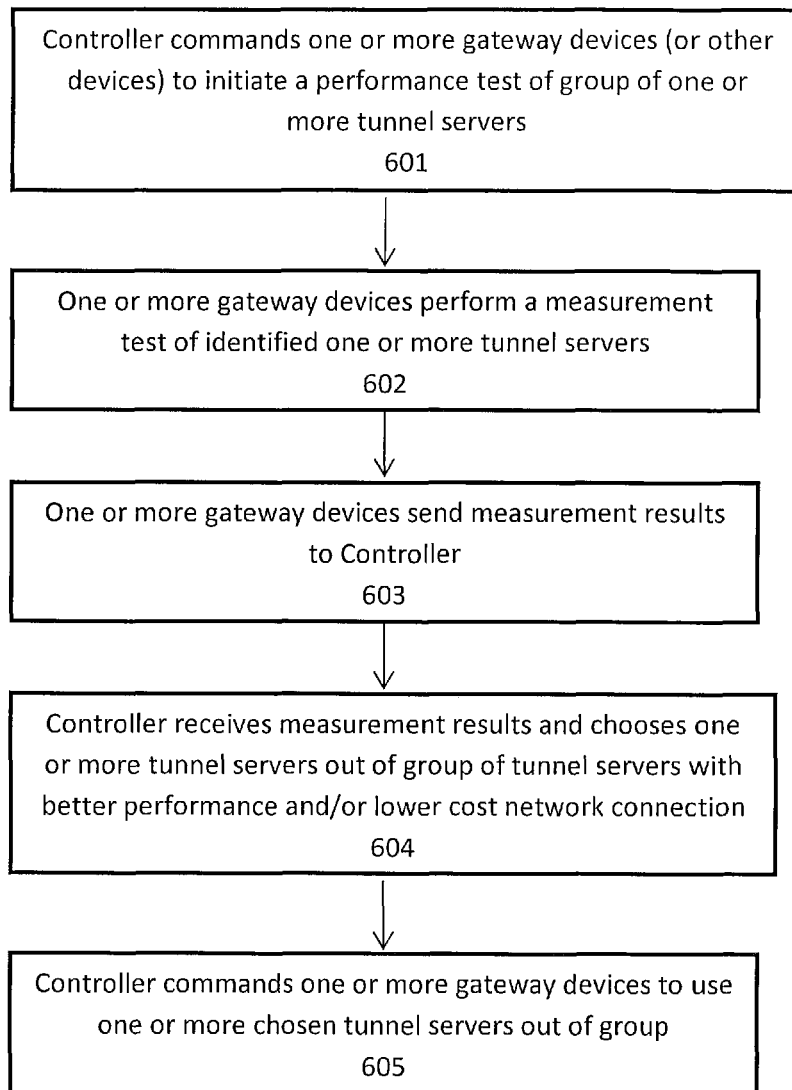 Controller commands one or more gateway devices (or other
devices) to initiate a performance test of group of one or
more tunnel servers
601
One or more gateway devices perform a measurement
test of identified one or more tunnel servers
602
One or more gateway devices send measurement results
to Controller
603
Controller receives measurement results and chooses one
or more tunnel servers out of group of tunnel servers with
better performance and/or lower cost network connection
604
Controller commands one or more gateway devices to use
one or more chosen tunnel servers out of group
605